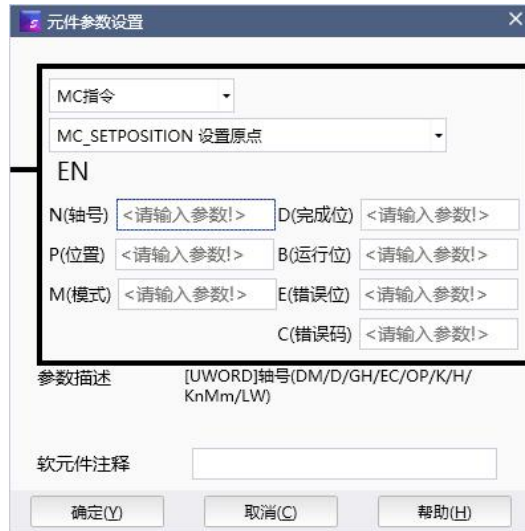 元件参数设置
MC指令
MC_SETPOSITION 设置原点
EN
N(轴号) <请输入参数!> D(完成位) <请输入参数!>
P(位置) <请输入参数!> B(运行位) <请输入参数!>
M(模式) <请输入参数!> E(错误位) <请输入参数!>
C(错误码) <请输入参数!>
参数描述 [UWORD]轴号(DM/D/GH/EC/OP/K/H/
KnMm/LW)
软元件注释
确定(Y) 取消(C) 帮助(H)